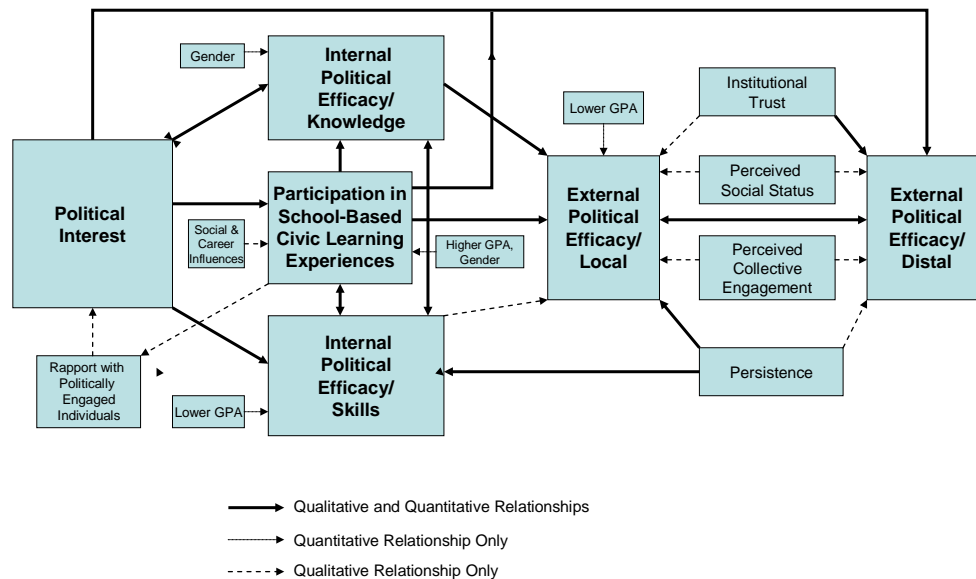 Gender
Internal
Political
Efficacy/
Knowledge
Lower GPA
Institutional
Trust
Political
Interest
Participation in
School-Based
Civic Learning
Experiences
Social &
Career
Influences
Higher GPA,
Gender
External
Political
Efficacy/
Local
Perceived
Social Status
Perceived
Collective
Engagement
External
Political
Efficacy/
Distal
Rapport with
Politically
Engaged
Individuals
Lower GPA
Internal
Political
Efficacy/
Skills
Persistence
Qualitative and Quantitative Relationships
Quantitative Relationship Only
Qualitative Relationship Only